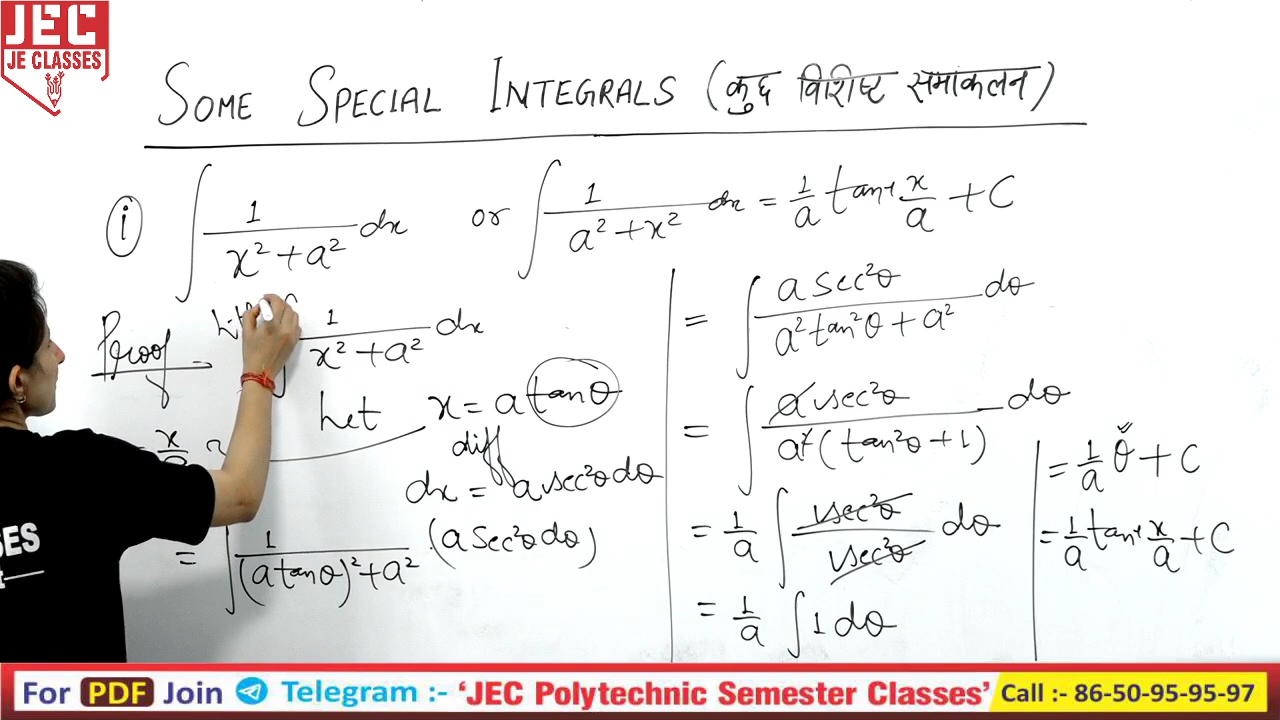 JEC
JE CLASSES
SOME SPECIAL INTEGRALS (कुछ विशिष्ट समाकलन)
(i) ∫ 1/(x² + a²) dx or ∫ 1/(a² + x²) dx = 1/a tan⁻¹ x/a + C
Proof - ∫ 1/(x² + a²) dx
Let x = a tanθ
diff
dx = a sec²θ dθ
= ∫ 1/((a tanθ)² + a²) · (a sec²θ dθ)
= ∫ a sec²θ/(a² tan²θ + a²) dθ
= ∫ a sec²θ/(a² (tan²θ + 1)) dθ
= 1/a ∫ sec²θ/sec²θ dθ
= 1/a ∫ 1 dθ
= 1/a θ + C
= 1/a tan⁻¹ x/a + C
For PDF Join Telegram :- 'JEC Polytechnic Semester Classes' Call :- 86-50-95-95-97